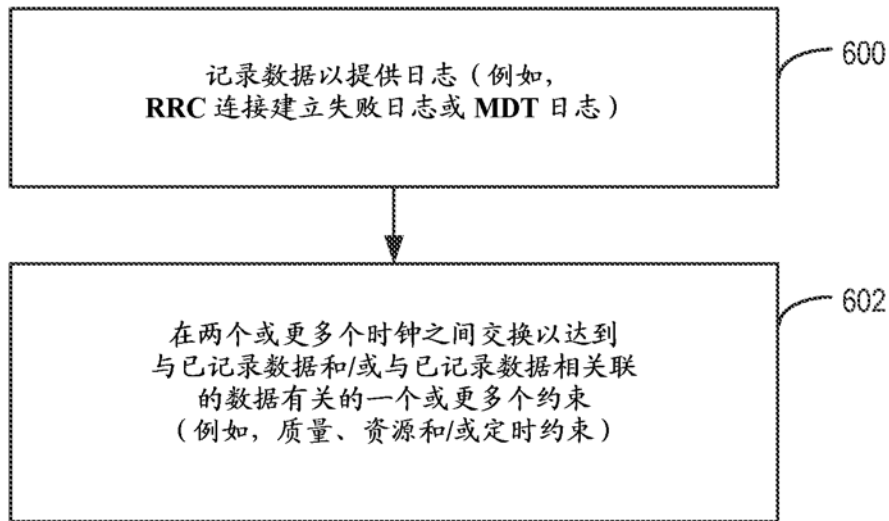 记录数据以提供日志（例如，
RRC 连接建立失败日志或 MDT 日志）
600
在两个或更多个时钟之间交换以达到
与已记录数据和/或与已记录数据相关联
的数据有关的一个或更多个约束
（例如，质量、资源和/或定时约束）
602